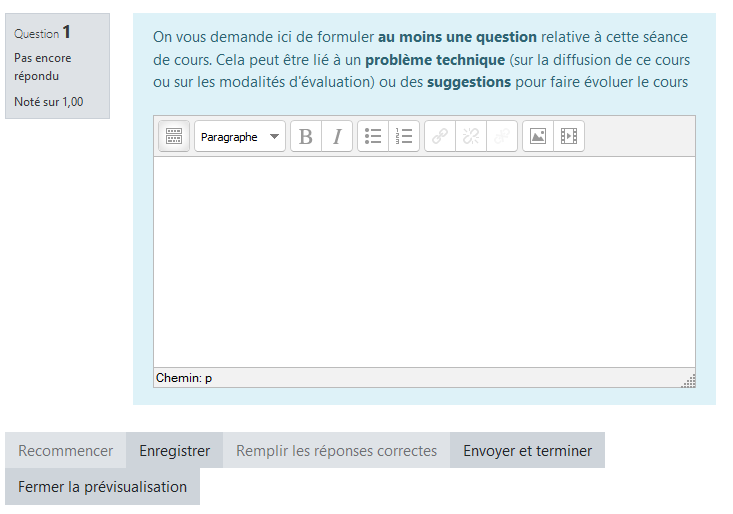 Question 1
Pas encore
répondu
Noté sur 1,00
On vous demande ici de formuler au moins une question relative à cette séance
de cours. Cela peut être lié à un problème technique (sur la diffusion de ce cours
ou sur les modalités d'évaluation) ou des suggestions pour faire évoluer le cours
Paragraphe B I
Chemin: p
Recommencer Enregistrer Remplir les réponses correctes Envoyer et terminer
Fermer la prévisualisation